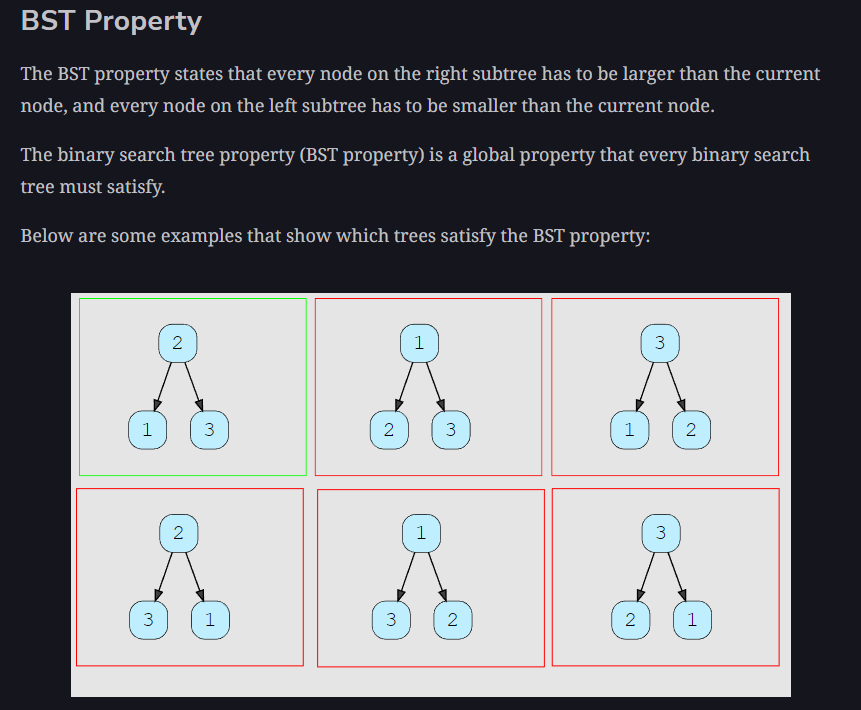 BST Property
The BST property states that every node on the right subtree has to be larger than the current
node, and every node on the left subtree has to be smaller than the current node.
The binary search tree property (BST property) is a global property that every binary search
tree must satisfy.
Below are some examples that show which trees satisfy the BST property:
2 1 3
1 3 2 3 1 2
2 1 3
3 1 3 2 2 1